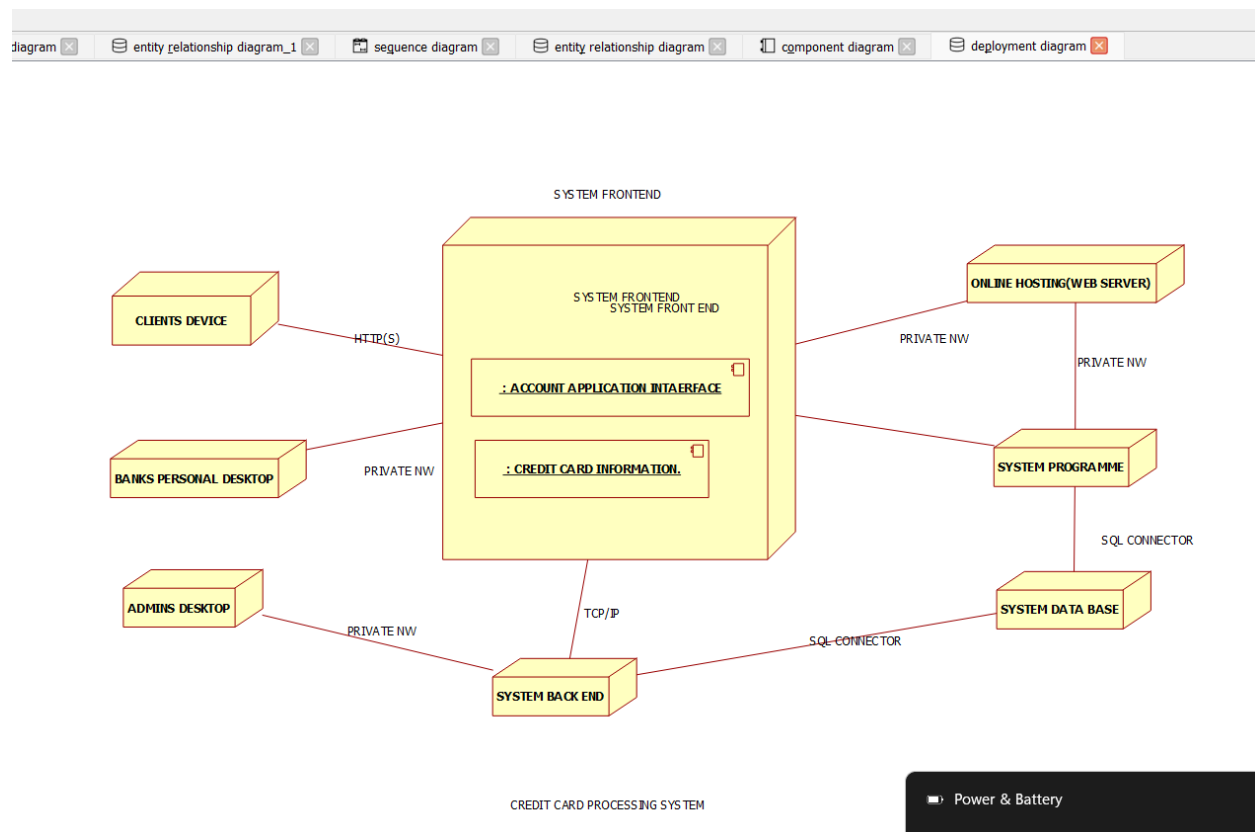 diagram
entity relationship diagram_1
sequence diagram
entity relationship diagram
component diagram
deployment diagram
SYSTEM FRONTEND
SYSTEM FRONTEND
SYSTEM FRONT END
ONLINE HOSTING(WEB SERVER)
CLIENTS DEVICE
HTTP(S)
PRIVATE NW
PRIVATE NW
: ACCOUNT APPLICATION INTAERFACE
: CREDIT CARD INFORMATION.
BANKS PERSONAL DESKTOP
PRIVATE NW
SYSTEM PROGRAMME
SQL CONNECTOR
ADMINS DESKTOP
TCP/IP
SYSTEM DATA BASE
PRIVATE NW
SQL CONNECTOR
SYSTEM BACK END
CREDIT CARD PROCESSING SYSTEM
Power & Battery